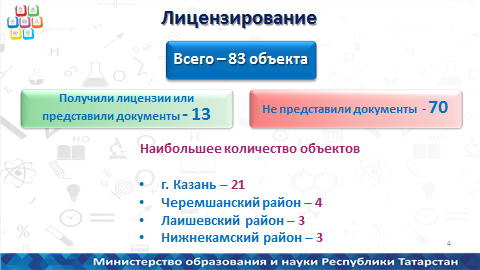 Лицензирование
Всего – 83 объекта
Получили лицензии или
представили документы - 13
Не представили документы - 70
Наибольшее количество объектов
• г. Казань – 21
• Черемшанский район – 4
• Лаишевский район – 3
• Нижнекамский район – 3
4
Министерство образования и науки Республики Татарстан